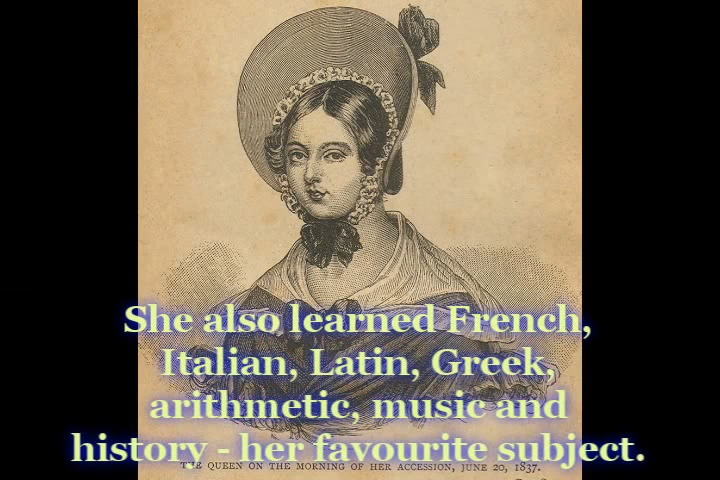 She also learned French,
Italian, Latin, Greek,
arithmetic, music and
history - her favourite subject.
THE QUEEN ON THE MORNING OF HER ACCESSION, JUNE 20, 1837.